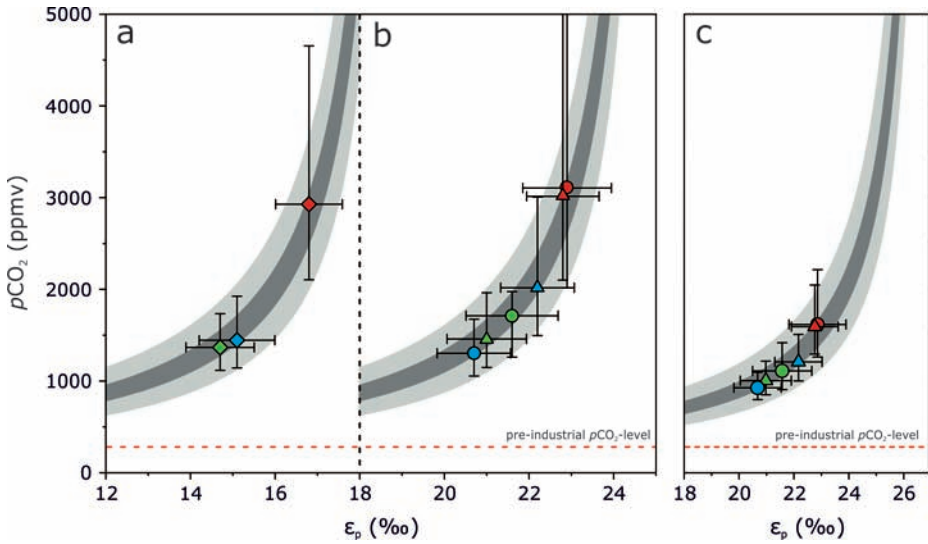 a
b
c
5000
4000
3000
2000
1000
0
pCO₂ (ppmv)
pre-industrial pCO₂-level
pre-industrial pCO₂-level
12 14 16 18 20 22 24
18 20 22 24 26
εₚ (‰)
εₚ (‰)